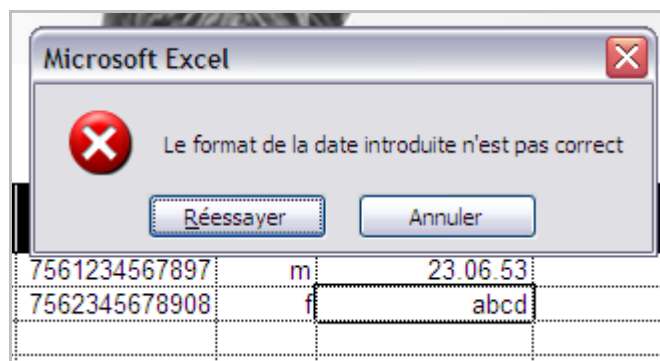 Microsoft Excel
Le format de la date introduite n'est pas correct
Réessayer Annuler
7561234567897 m 23.06.53
7562345678908 f abcd